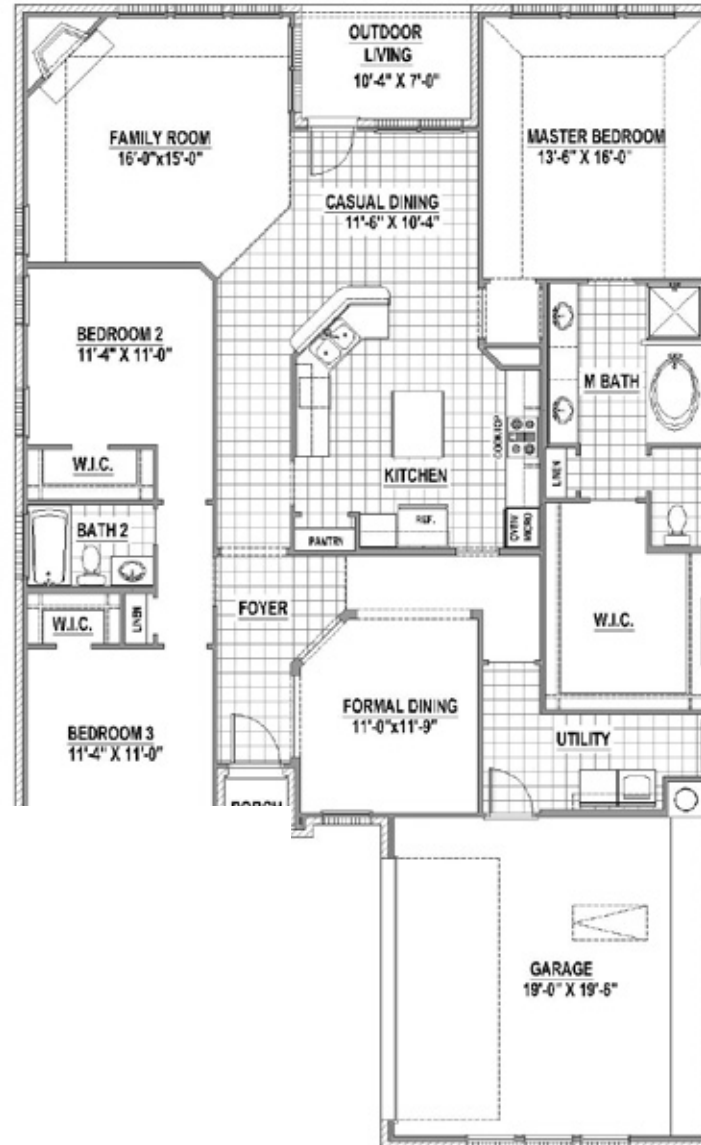 OUTDOOR
LIVING
10'-4" X 7'-0"
FAMILY ROOM
16'-0"x15'-0"
MASTER BEDROOM
13'-6" X 16'-0"
CASUAL DINING
11'-6" X 10'-4"
BEDROOM 2
11'-4" X 11'-0"
M BATH
COOKTOP
W.I.C.
KITCHEN
LINEN
BATH 2
PANTRY
REF.
OVEN
MICRO
FOYER
W.I.C.
LINEN
W.I.C.
FORMAL DINING
11'-0"x11'-9"
BEDROOM 3
11'-4" X 11'-0"
UTILITY
PORCH
GARAGE
19'-0" X 19'-6"